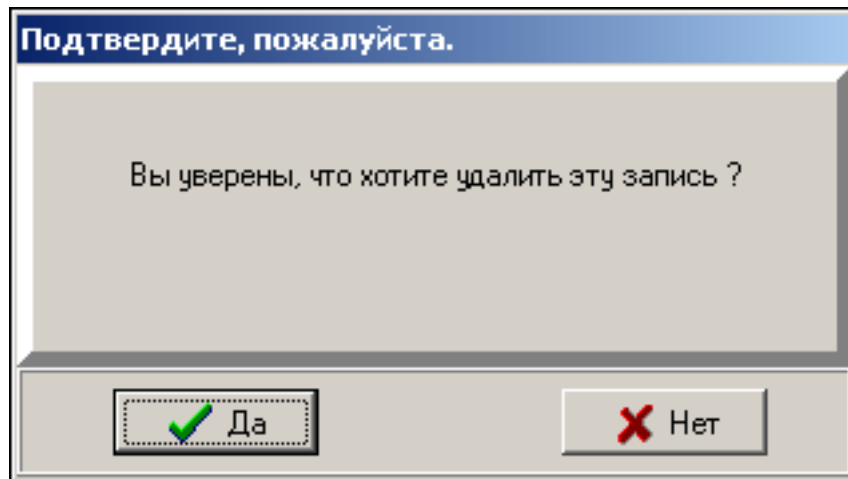 Подтвердите, пожалуйста.
Вы уверены, что хотите удалить эту запись ?
Да
Нет